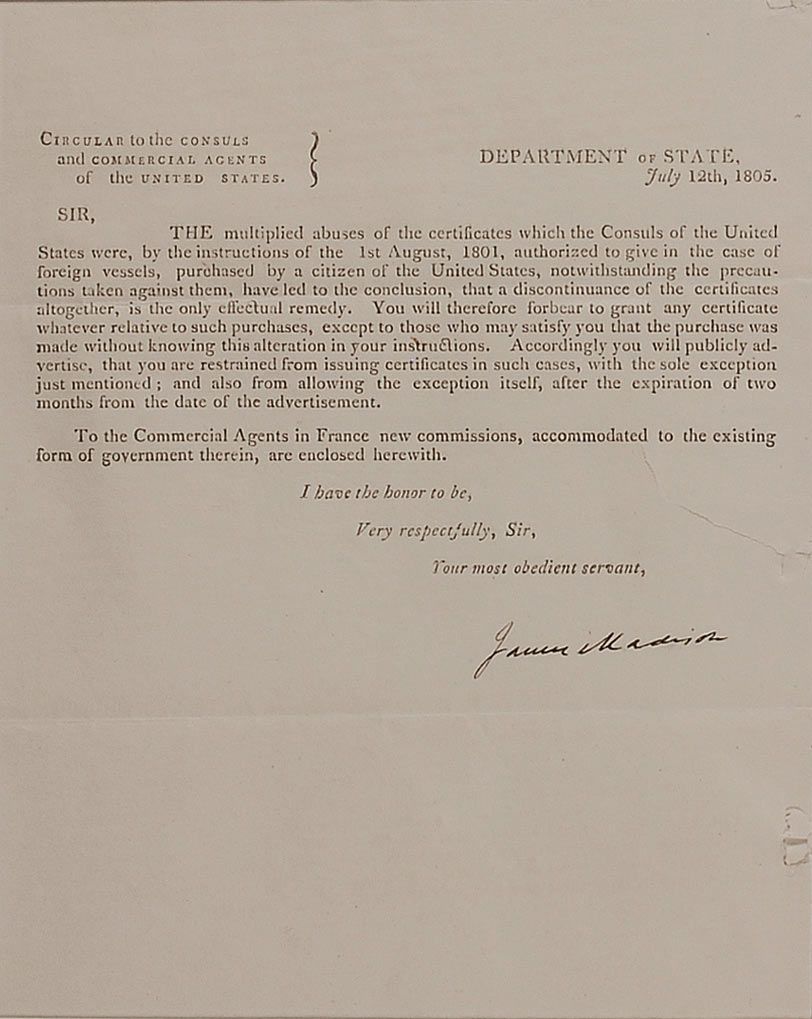 CIRCULAR to the CONSULS
and COMMERCIAL AGENTS
of the UNITED STATES.
DEPARTMENT OF STATE,
July 12th, 1805.
SIR,
THE multiplied abuses of the certificates which the Consuls of the United
States were, by the instructions of the 1st August, 1801, authorized to give in the case of
foreign vessels, purchased by a citizen of the United States, notwithstanding the precau-
tions taken against them, have led to the conclusion, that a discontinuance of the certificates
altogether, is the only effectual remedy. You will therefore forbear to grant any certificate
whatever relative to such purchases, except to those who may satisfy you that the purchase was
made without knowing this alteration in your instructions. Accordingly you will publicly ad-
vertise, that you are restrained from issuing certificates in such cases, with the sole exception
just mentioned; and also from allowing the exception itself, after the expiration of two
months from the date of the advertisement.
To the Commercial Agents in France new commissions, accommodated to the existing
form of government therein, are enclosed herewith.
I have the honor to be,
Very respectfully, Sir,
Your most obedient servant,
James Madison